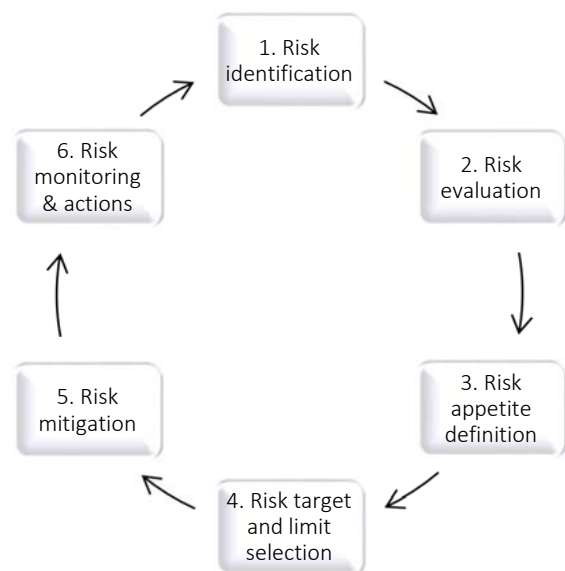 1. Risk
identification
2. Risk
evaluation
3. Risk
appetite
definition
4. Risk target
and limit
selection
5. Risk
mitigation
6. Risk
monitoring
& actions